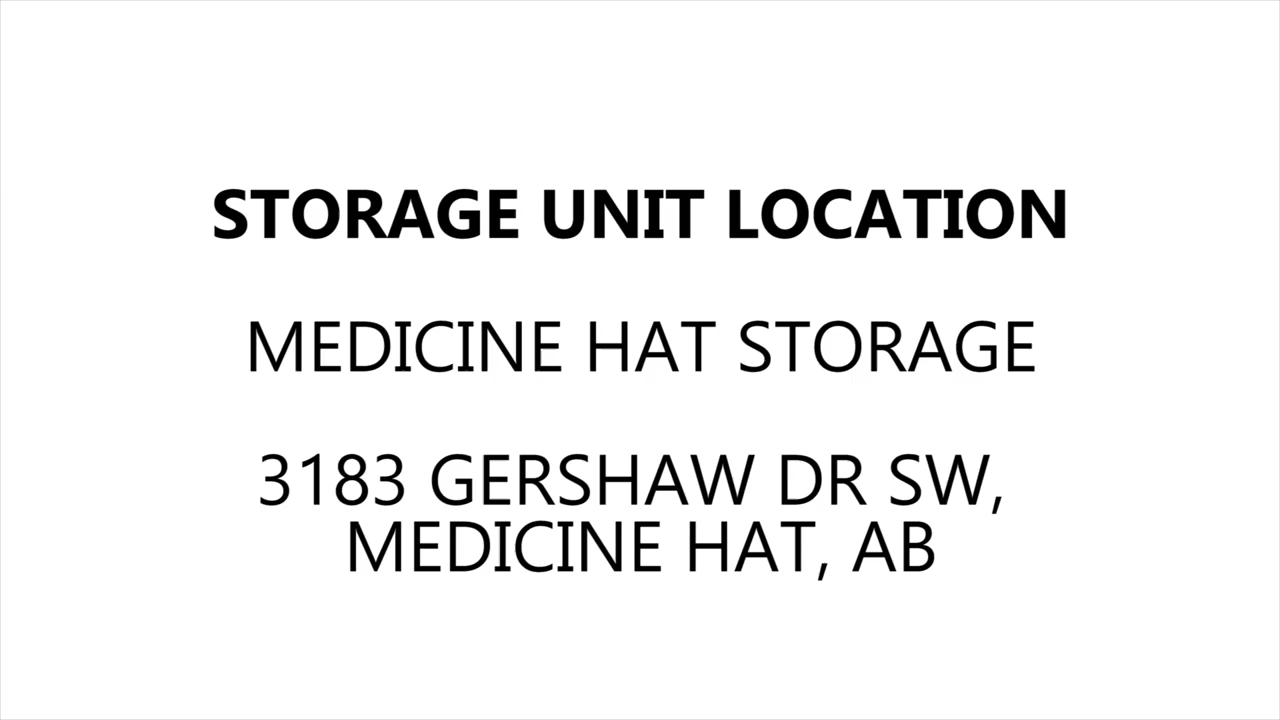 STORAGE UNIT LOCATION
MEDICINE HAT STORAGE
3183 GERSHAW DR SW,
MEDICINE HAT, AB